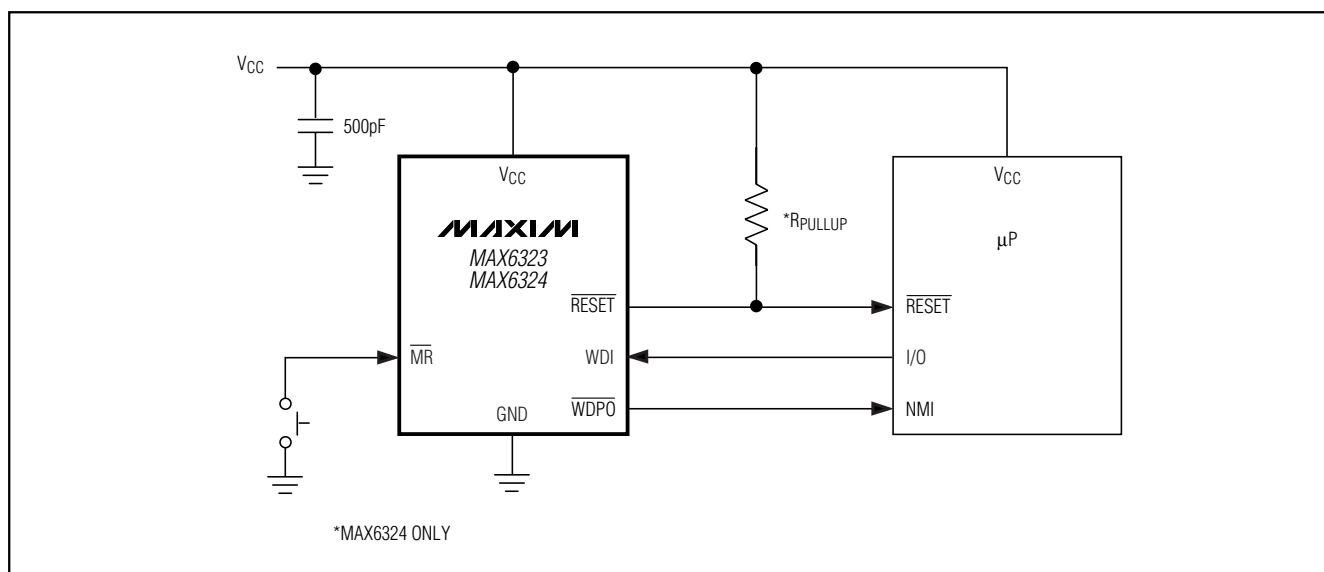 VCC
500pF
VCC
MAXIM
MAX6323
MAX6324
RESET
MR
WDI
GND
WDPO
*RPULLUP
VCC
μP
RESET
I/O
NMI
*MAX6324 ONLY